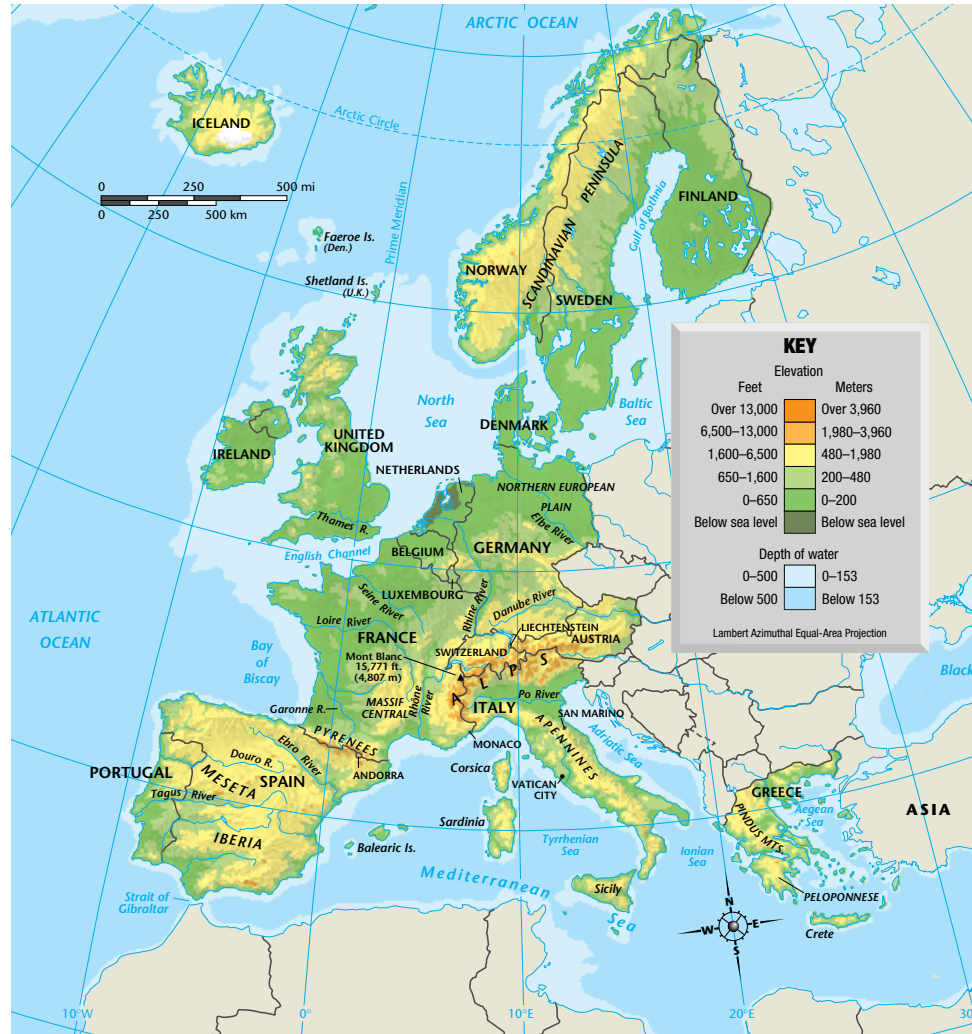 ARCTIC OCEAN
ICELAND
Arctic Circle
0 250 500 mi
0 250 500 km
Prime Meridian
Faeroe Is.
(Den.)
Shetland Is.
(U.K.)
NORWAY
SCANDINAVIAN PENINSULA
SWEDEN
Gulf of Bothnia
FINLAND
North
Sea
Baltic
Sea
DENMARK
UNITED
KINGDOM
IRELAND
NETHERLANDS
NORTHERN EUROPEAN
PLAIN
Elbe River
Thames R.
English Channel
BELGIUM
GERMANY
LUXEMBOURG
Seine River
Rhine River
Danube River
Loire River
FRANCE
LIECHTENSTEIN
SWITZERLAND
AUSTRIA
ATLANTIC
OCEAN
Bay
of
Biscay
Mont Blanc
15,771 ft.
(4,807 m)
ALPS
MASSIF
CENTRAL
Rhône
River
Po River
ITALY
Garonne R.
PYRENEES
SAN MARINO
APENNINES
Adriatic Sea
MONACO
ANDORRA
Corsica
VATICAN
CITY
PORTUGAL
Douro R.
Ebro River
MESETA
SPAIN
Tagus River
IBERIA
Sardinia
Balearic Is.
Tyrrhenian
Sea
Ionian
Sea
GREECE
PINDUS MTS.
Aegean
Sea
ASIA
Black
Mediterranean
Sea
Sicily
PELOPONNESE
Crete
Strait of
Gibraltar
N
W E
S
10°W 0° 10°E 20°E 30
KEY
Elevation
Feet Meters
Over 13,000 Over 3,960
6,500–13,000 1,980–3,960
1,600–6,500 480–1,980
650–1,600 200–480
0–650 0–200
Below sea level Below sea level
Depth of water
0–500 0–153
Below 500 Below 153
Lambert Azimuthal Equal-Area Projection